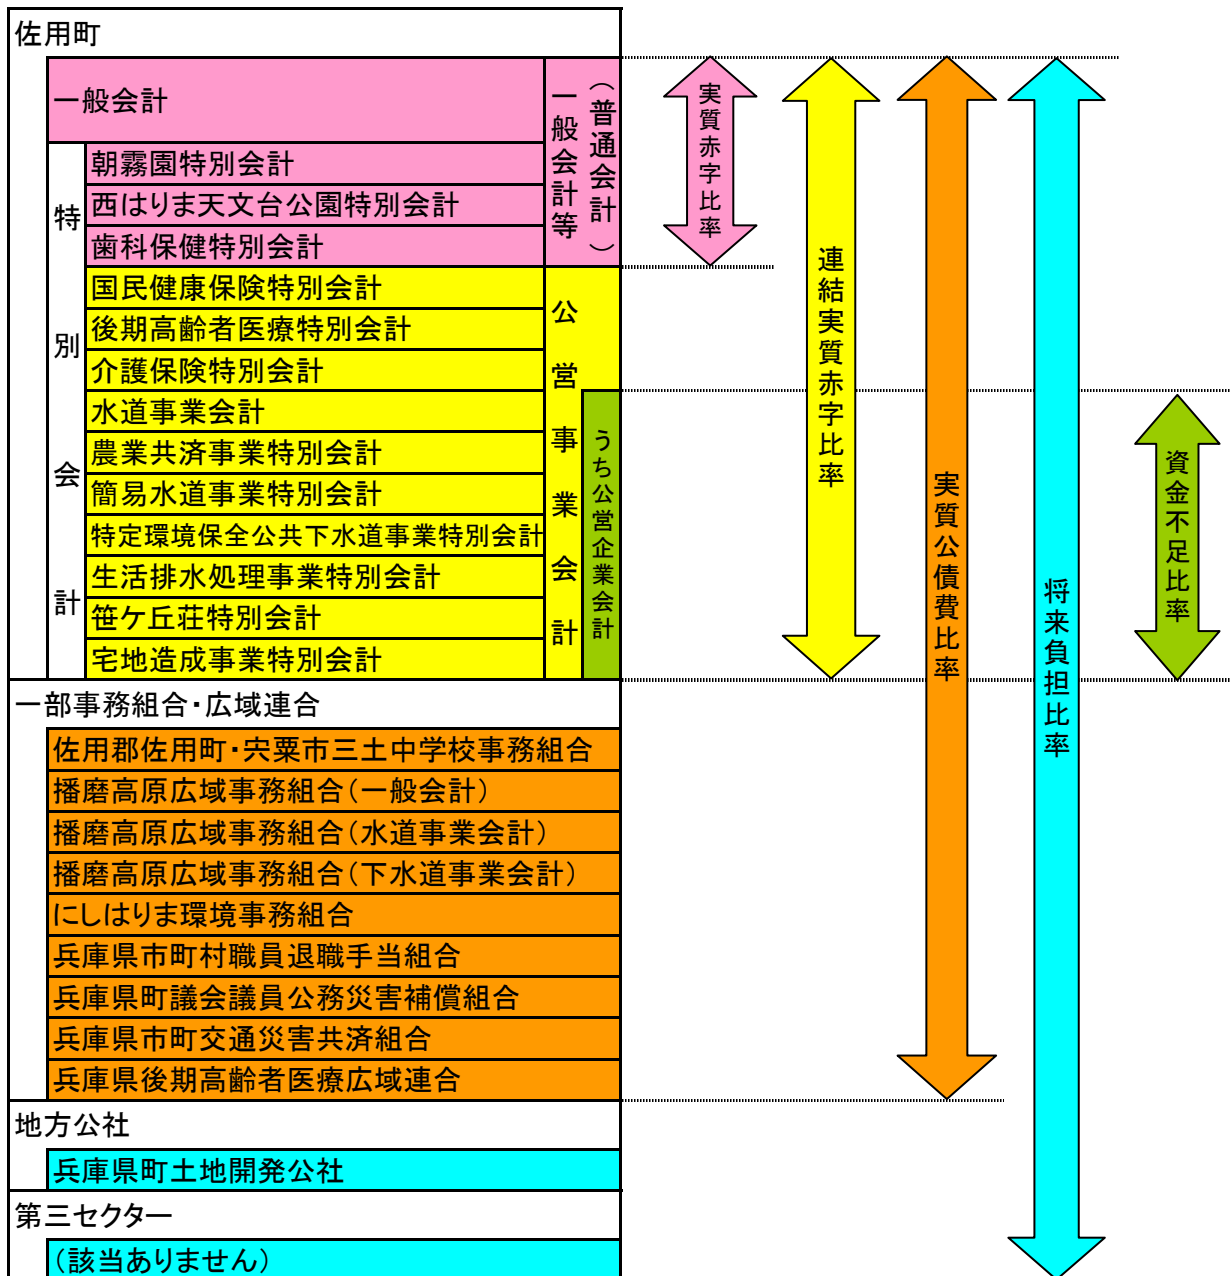 佐用町
一般会計
特別会計
朝霧園特別会計
西はりま天文台公園特別会計
歯科保健特別会計
国民健康保険特別会計
後期高齢者医療特別会計
介護保険特別会計
水道事業会計
農業共済事業特別会計
簡易水道事業特別会計
特定環境保全公共下水道事業特別会計
生活排水処理事業特別会計
笹ケ丘荘特別会計
宅地造成事業特別会計
一般会計等
（普通会計）
公営事業会計
うち公営企業会計
実質赤字比率
連結実質赤字比率
実質公債費比率
将来負担比率
資金不足比率
一部事務組合・広域連合
佐用郡佐用町・宍粟市三土中学校事務組合
播磨高原広域事務組合（一般会計）
播磨高原広域事務組合（水道事業会計）
播磨高原広域事務組合（下水道事業会計）
にしはりま環境事務組合
兵庫県市町村職員退職手当組合
兵庫県町議会議員公務災害補償組合
兵庫県市町交通災害共済組合
兵庫県後期高齢者医療広域連合
地方公社
兵庫県町土地開発公社
第三セクター
（該当ありません）